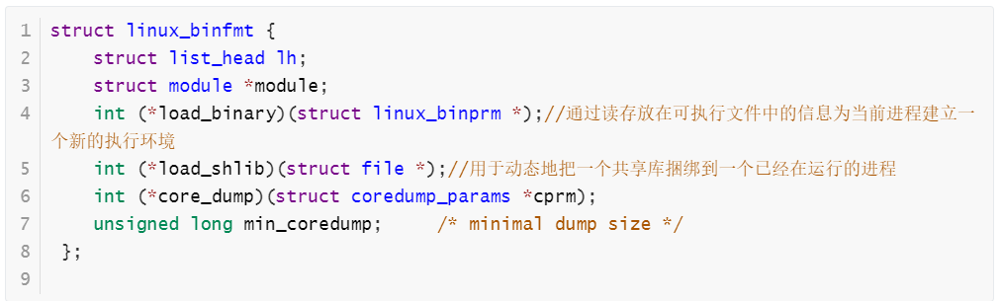 1 struct linux_binfmt {
2     struct list_head lh;
3     struct module *module;
4     int (*load_binary)(struct linux_binprm *);//通过读存放在可执行文件中的信息为当前进程建立一
个新的执行环境
5     int (*load_shlib)(struct file *);//用于动态地把一个共享库捆绑到一个已经在运行的进程
6     int (*core_dump)(struct coredump_params *cprm);
7     unsigned long min_coredump;     /* minimal dump size */
8  };
9